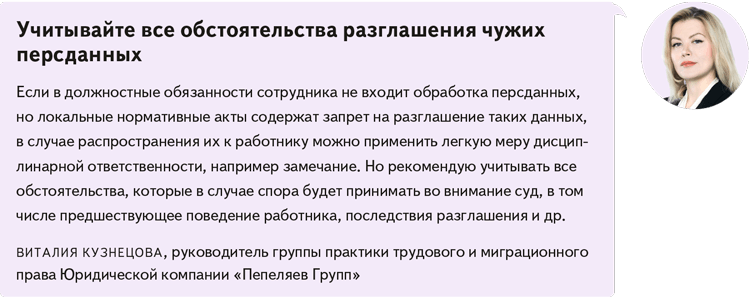 Учитывайте все обстоятельства разглашения чужих
персданных
Если в должностные обязанности сотрудника не входит обработка персданных,
но локальные нормативные акты содержат запрет на разглашение таких данных,
в случае распространения их к работнику можно применить легкую меру дисцип-
линарной ответственности, например замечание. Но рекомендую учитывать все
обстоятельства, которые в случае спора будет принимать во внимание суд, в том
числе предшествующее поведение работника, последствия разглашения и др.
ВИТАЛИЯ КУЗНЕЦОВА, руководитель группы практики трудового и миграционного
права Юридической компании «Пепеляев Групп»